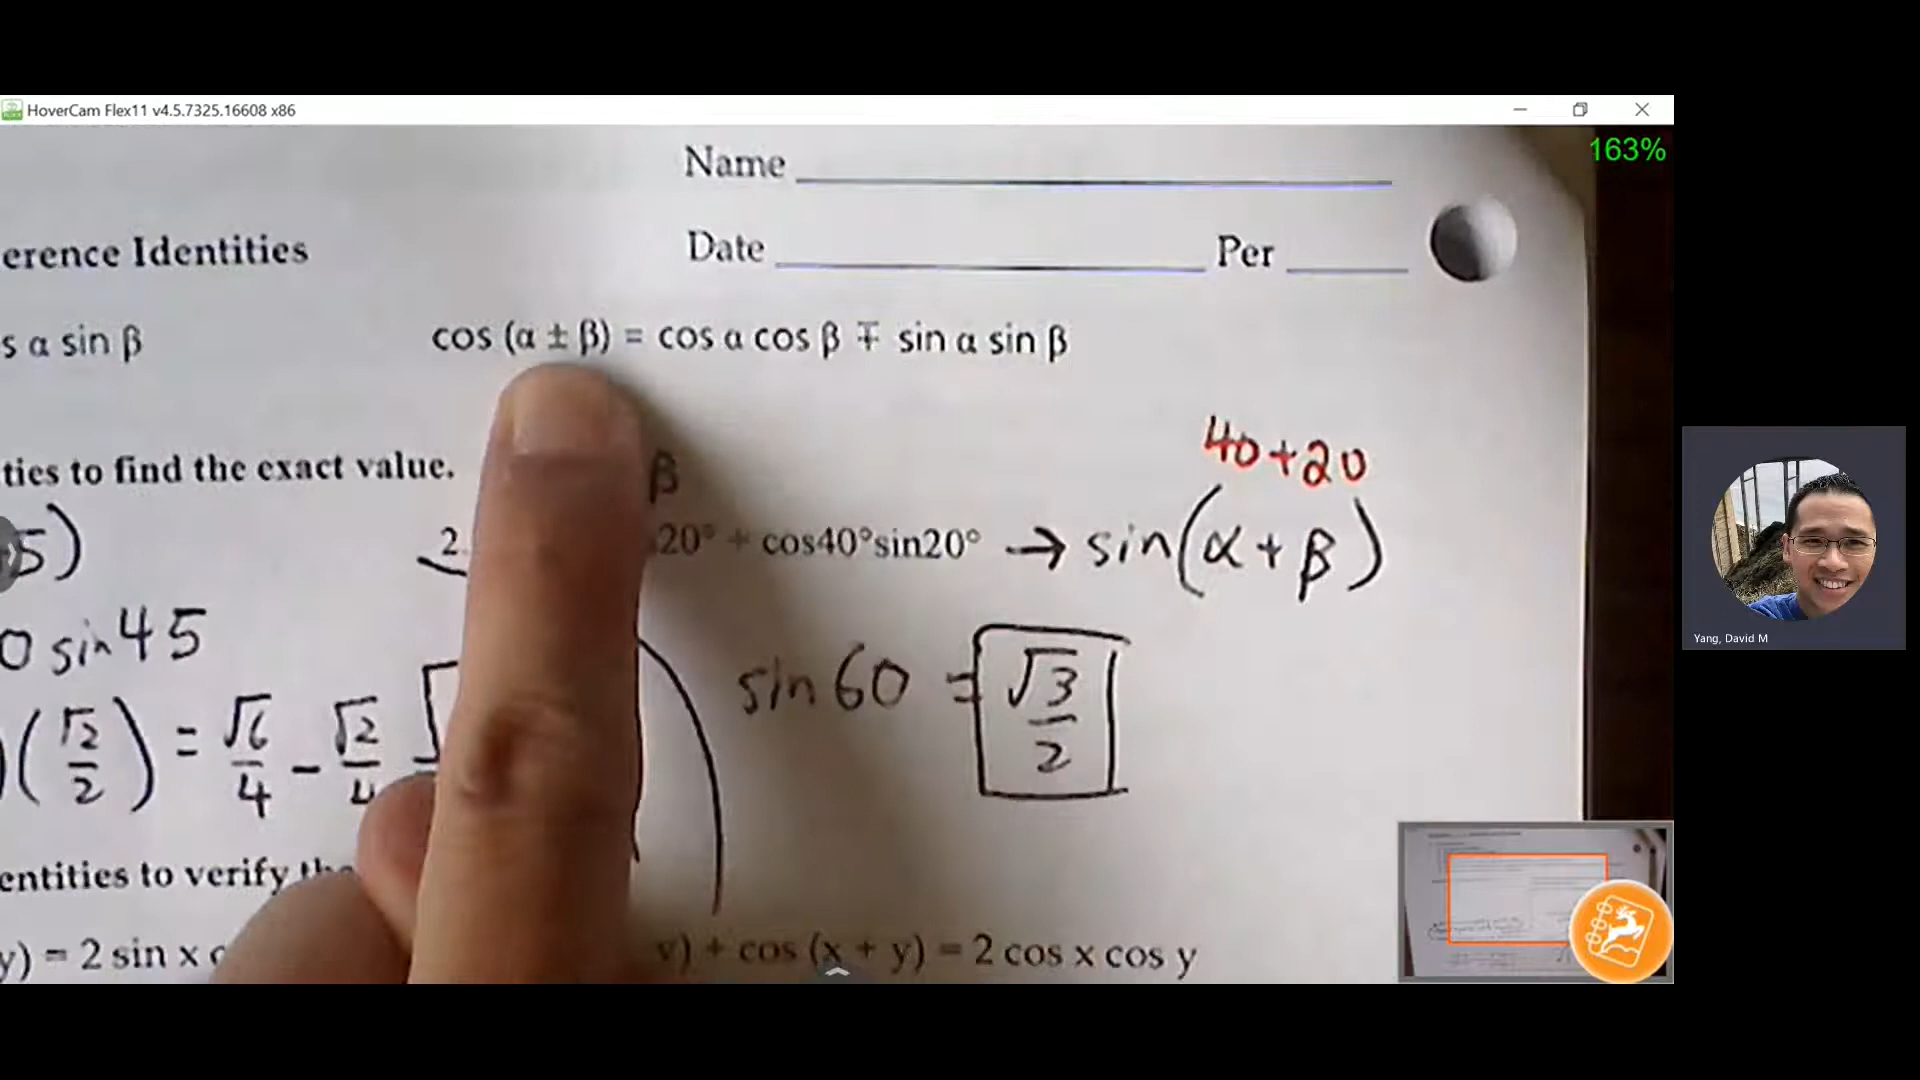 HoverCam Flex11 v4.5.7325.16608 x86
163%
Name
erence Identities
Date Per
s α sin β
cos (α ± β) = cos α cos β ∓ sin α sin β
40+20
ties to find the exact value.
β
5)
2. 20° + cos40°sin20° → sin(α + β)
0 sin 45
sin 60 = √3/2
)(√2/2) = √6/4 - √2/4
entities to verify
y) = 2 sin x
y) + cos (x + y) = 2 cos x cos y
Yang, David M